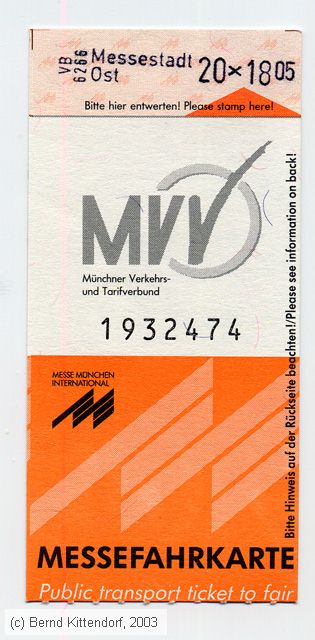 VB 6266
Messestadt
Ost
20×1805
Bitte hier entwerten! Please stamp here!
MVV
Münchner Verkehrs-
und Tarifverbund
1932474
Bitte Hinweis auf der Rückseite beachten!/Please see information on back!
MESSE MÜNCHEN
INTERNATIONAL
MESSEFAHRKARTE
Public transport ticket to fair
(c) Bernd Kittendorf, 2003